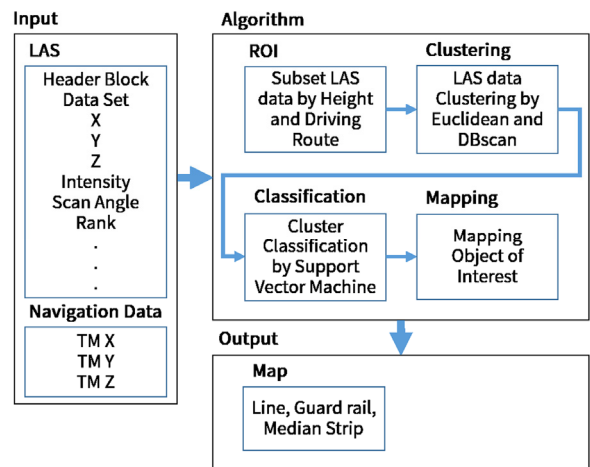 Input
LAS
Header Block
Data Set
X
Y
Z
Intensity
Scan Angle
Rank
.
.
.
Navigation Data
TM X
TM Y
TM Z
Algorithm
ROI
Subset LAS
data by Height
and Driving
Route
Clustering
LAS data
Clustering by
Euclidean and
DBscan
Classification
Cluster
Classification
by Support
Vector Machine
Mapping
Mapping
Object of
Interest
Output
Map
Line, Guard rail,
Median Strip